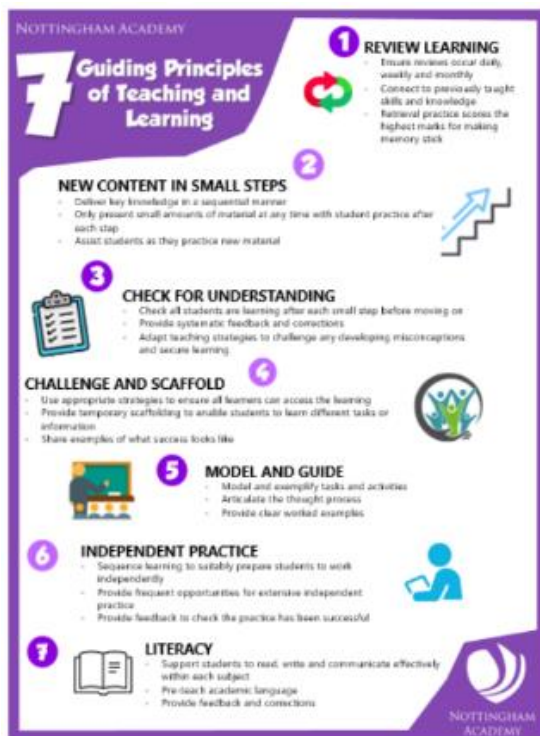 NOTTINGHAM ACADEMY
7 Guiding Principles
of Teaching and
Learning
1
REVIEW LEARNING
- Ensure reviews occur daily,
weekly and monthly
- Connect to previously taught
skills and knowledge
- Retrieval practice scores the
highest marks for making
memory stick
2
NEW CONTENT IN SMALL STEPS
- Deliver key knowledge in a sequential manner
- Only present small amounts of material at any time with student practice after
each step
- Assist students as they practice new material
3
CHECK FOR UNDERSTANDING
- Check all students are learning after each small step before moving on
- Provide systematic feedback and corrections
- Adapt teaching strategies to challenge any developing misconceptions
and secure learning
4
CHALLENGE AND SCAFFOLD
- Use appropriate strategies to ensure all learners can access the learning
- Provide temporary scaffolding to enable students to learn different tasks or
information
- Share examples of what success looks like
5
MODEL AND GUIDE
- Model and exemplify tasks and activities
- Articulate the thought process
- Provide clear worked examples
6
INDEPENDENT PRACTICE
- Sequence learning to suitably prepare students to work
independently
- Provide frequent opportunities for extensive independent
practice
- Provide feedback to check the practice has been successful
7
LITERACY
- Support students to read, write and communicate effectively
within each subject
- Pre-teach academic language
- Provide feedback and corrections
NOTTINGHAM
ACADEMY